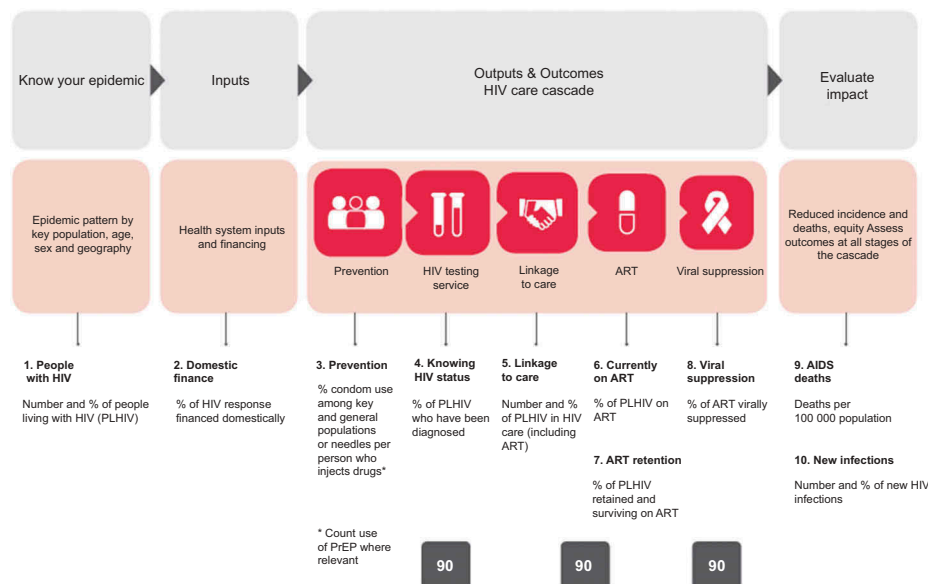 Know your epidemic
Inputs
Outputs & Outcomes
HIV care cascade
Evaluate
impact
Epidemic pattern by
key population, age,
sex and geography
Health system inputs
and financing
Prevention
HIV testing
service
Linkage
to care
ART
Viral suppression
Reduced incidence and
deaths, equity Assess
outcomes at all stages of
the cascade
1. People
with HIV
Number and % of people
living with HIV (PLHIV)
2. Domestic
finance
% of HIV response
financed domestically
3. Prevention
% condom use
among key
and general
populations
or needles per
person who
injects drugs*
* Count use
of PrEP where
relevant
4. Knowing
HIV status
% of PLHIV
who have been
diagnosed
90
5. Linkage
to care
Number and %
of PLHIV in HIV
care (including
ART)
6. Currently
on ART
% of PLHIV on
ART
7. ART retention
% of PLHIV
retained and
surviving on ART
90
8. Viral
suppression
% of ART virally
suppressed
90
9. AIDS
deaths
Deaths per
100 000 population
10. New infections
Number and % of new HIV
infections